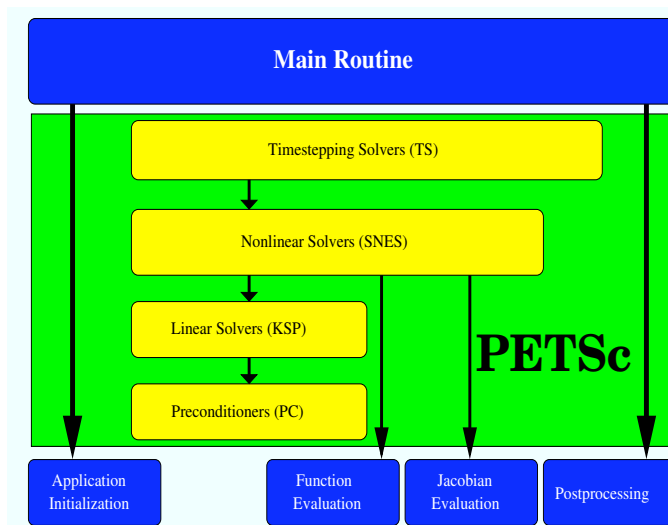 Main Routine
Timestepping Solvers (TS)
Nonlinear Solvers (SNES)
Linear Solvers (KSP)
PETSc
Preconditioners (PC)
Application
Initialization
Function
Evaluation
Jacobian
Evaluation
Postprocessing